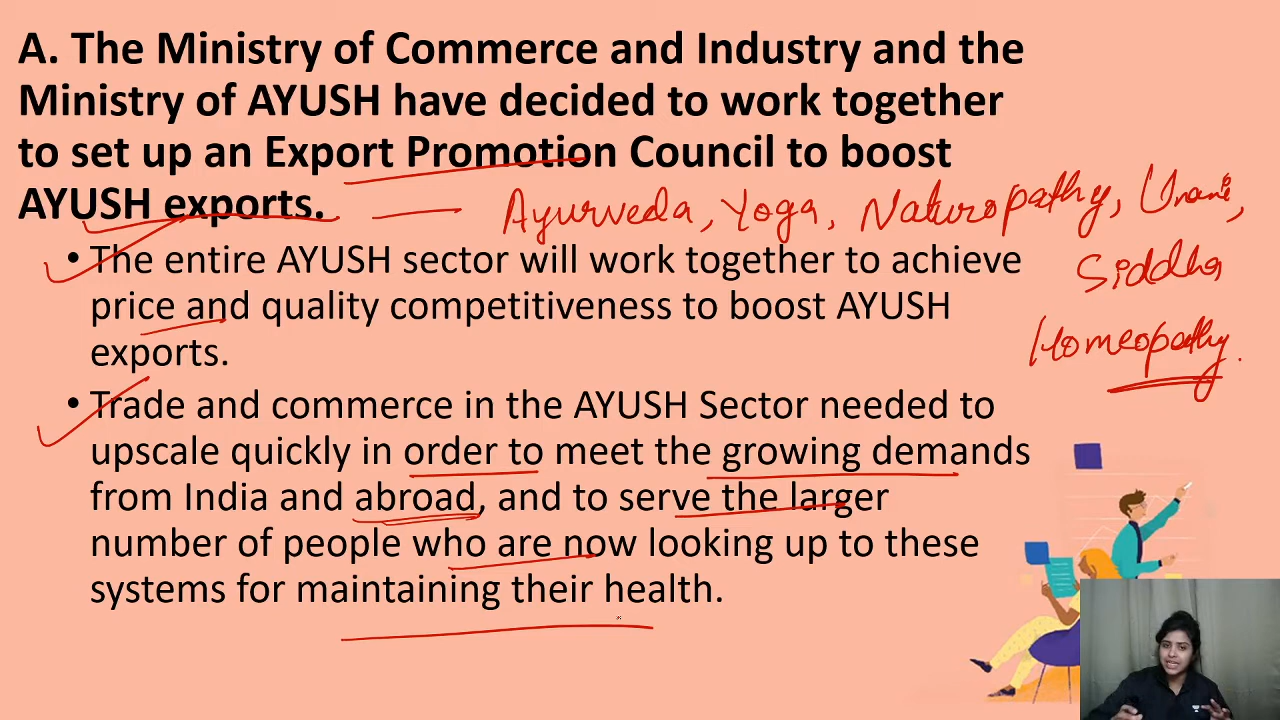 A. The Ministry of Commerce and Industry and the
Ministry of AYUSH have decided to work together
to set up an Export Promotion Council to boost
AYUSH exports.
Ayurveda, Yoga, Naturopathy, Unani,
Siddha
Homeopathy.
• The entire AYUSH sector will work together to achieve
price and quality competitiveness to boost AYUSH
exports.
• Trade and commerce in the AYUSH Sector needed to
upscale quickly in order to meet the growing demands
from India and abroad, and to serve the larger
number of people who are now looking up to these
systems for maintaining their health.